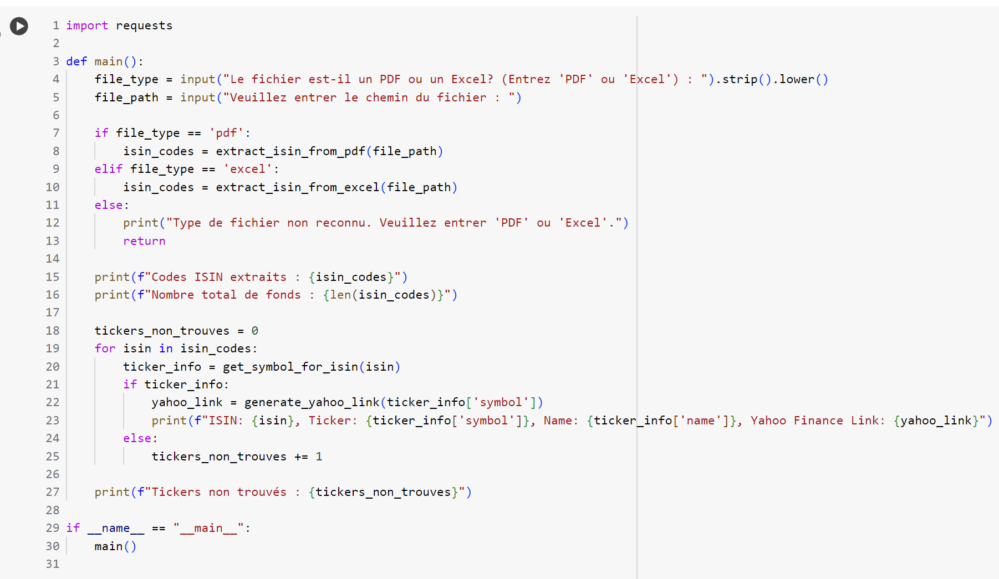 1 import requests
2
3 def main():
4     file_type = input("Le fichier est-il un PDF ou un Excel? (Entrez 'PDF' ou 'Excel') : ").strip().lower()
5     file_path = input("Veuillez entrer le chemin du fichier : ")
6
7     if file_type == 'pdf':
8         isin_codes = extract_isin_from_pdf(file_path)
9     elif file_type == 'excel':
10         isin_codes = extract_isin_from_excel(file_path)
11     else:
12         print("Type de fichier non reconnu. Veuillez entrer 'PDF' ou 'Excel'.")
13         return
14
15     print(f"Codes ISIN extraits : {isin_codes}")
16     print(f"Nombre total de fonds : {len(isin_codes)}")
17
18     tickers_non_trouves = 0
19     for isin in isin_codes:
20         ticker_info = get_symbol_for_isin(isin)
21         if ticker_info:
22             yahoo_link = generate_yahoo_link(ticker_info['symbol'])
23             print(f"ISIN: {isin}, Ticker: {ticker_info['symbol']}, Name: {ticker_info['name']}, Yahoo Finance Link: {yahoo_link}")
24         else:
25             tickers_non_trouves += 1
26
27     print(f"Tickers non trouvés : {tickers_non_trouves}")
28
29 if __name__ == "__main__":
30     main()
31